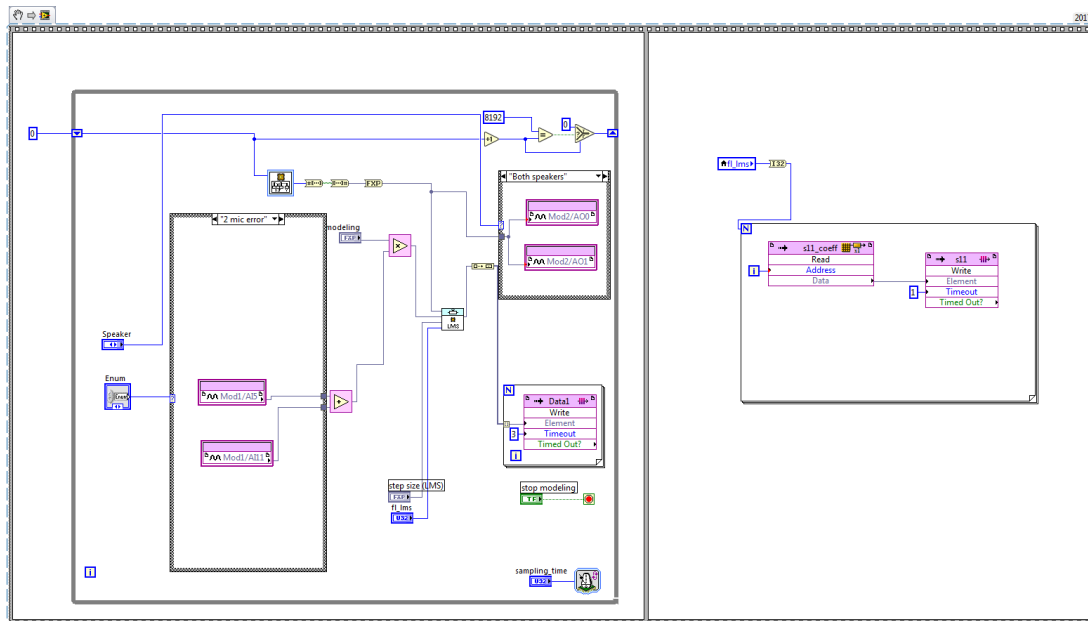 201
0
8192
0
"Both speakers"
Mod2/AO0
Mod2/AO1
FXP
"2 mic error"
modeling
FXP
LMS
Speaker
Enum
Enum
Mod1/AI5
Mod1/AI11
N
Data1
Write
Element
3
Timeout
Timed Out?
i
step size (LMS)
FXP
fl_lms
U32
stop modeling
TF
i
sampling_time
U32
fl_lms
I32
N
s11_coeff
Read
i
Address
Data
s11
Write
Element
1
Timeout
Timed Out?